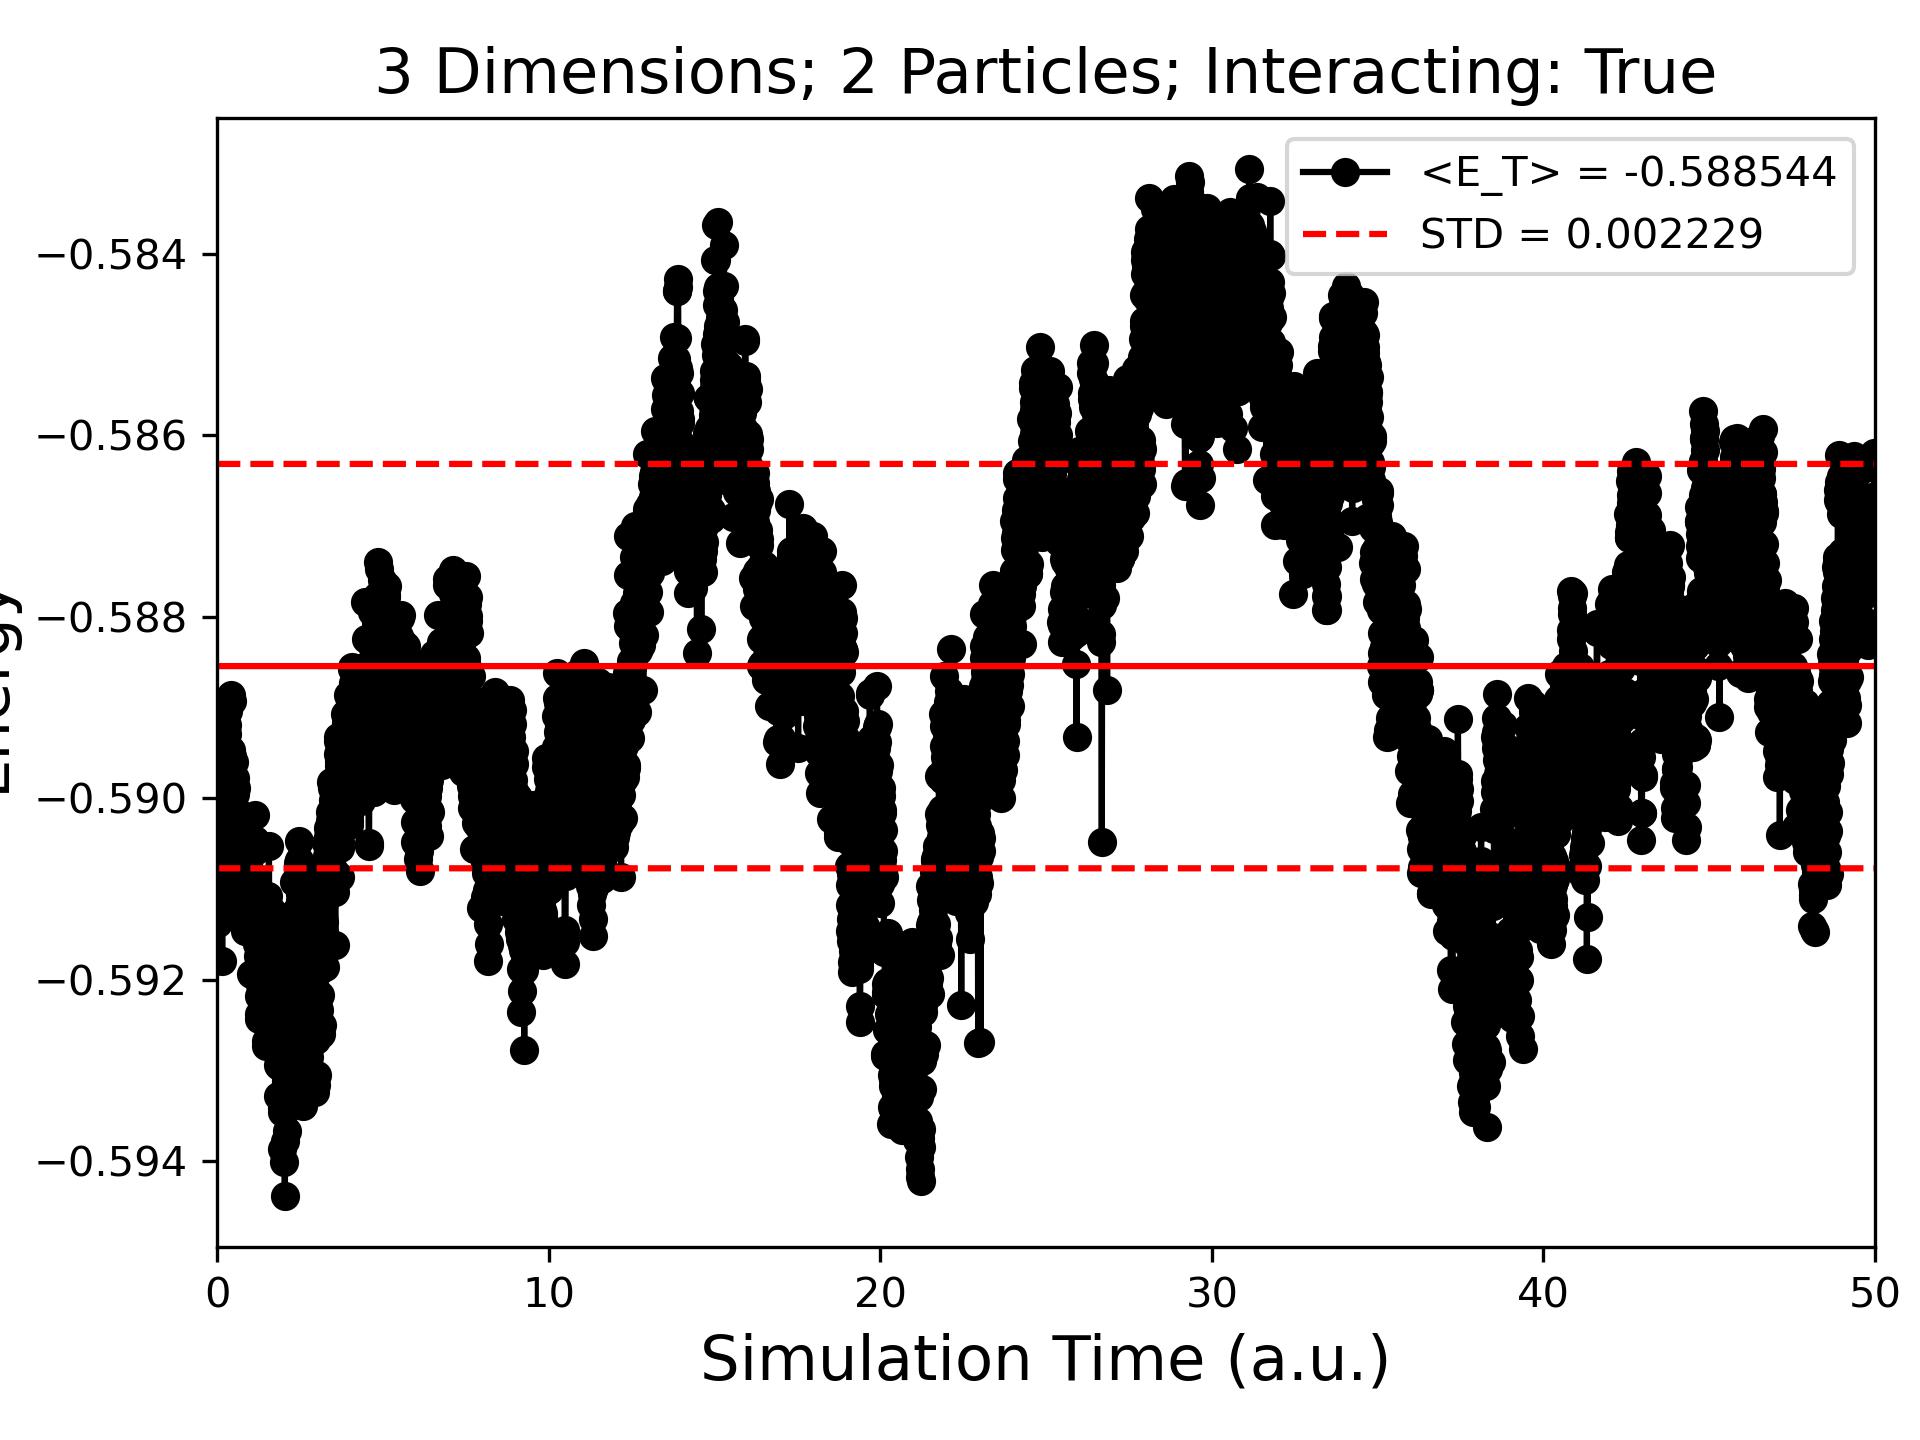 3 Dimensions; 2 Particles; Interacting: True
<E_T> = -0.588544
STD = 0.002229
−0.584
−0.586
−0.588
−0.590
−0.592
−0.594
Energy
0 10 20 30 40 50
Simulation Time (a.u.)